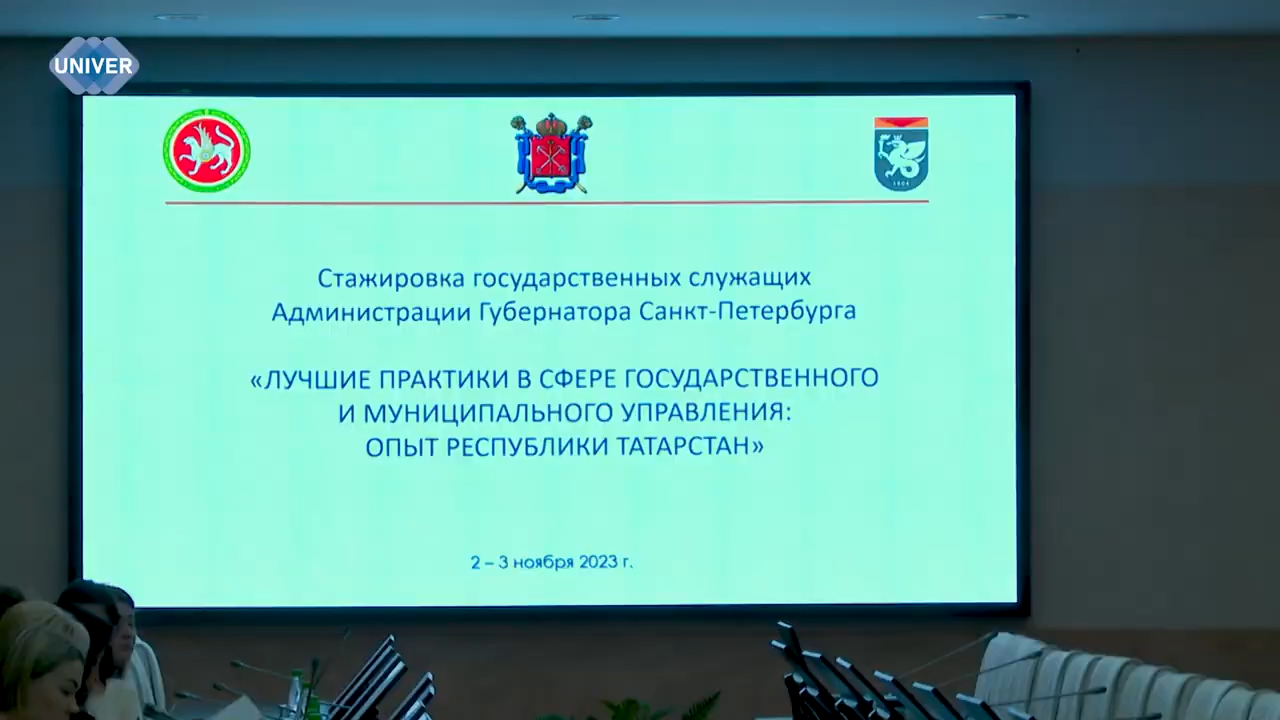 UNIVER
1804
Стажировка государственных служащих
Администрации Губернатора Санкт-Петербурга
«ЛУЧШИЕ ПРАКТИКИ В СФЕРЕ ГОСУДАРСТВЕННОГО
И МУНИЦИПАЛЬНОГО УПРАВЛЕНИЯ:
ОПЫТ РЕСПУБЛИКИ ТАТАРСТАН»
2 – 3 ноября 2023 г.